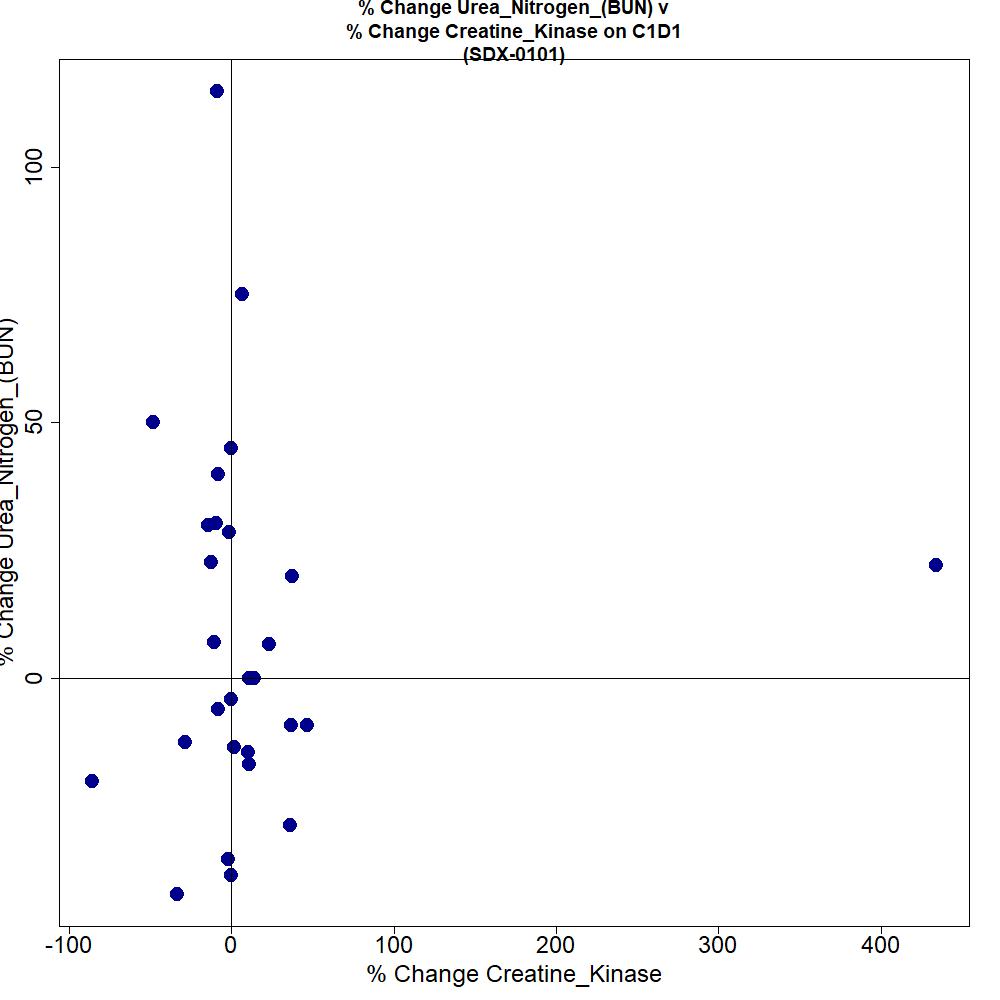 % Change Urea_Nitrogen_(BUN) v
% Change Creatine_Kinase on C1D1
(SDX-0101)
% Change Urea_Nitrogen_(BUN)
100
50
0
-100 0 100 200 300 400
% Change Creatine_Kinase